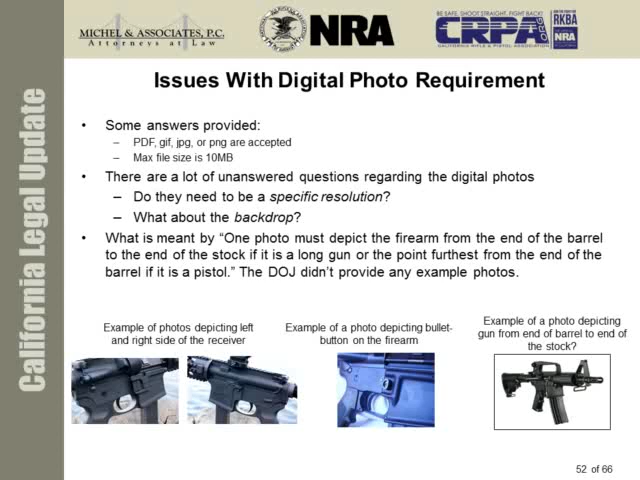 MICHEL & ASSOCIATES, P.C.
Attorneys at Law
NRA
BE SAFE, SHOOT STRAIGHT, FIGHT BACK!
CRPA
.ORG
CALIFORNIA RIFLE & PISTOL ASSOCIATION
RKBA
NRA
California Legal Update
Issues With Digital Photo Requirement
• Some answers provided:
– PDF, gif, jpg, or png are accepted
– Max file size is 10MB
• There are a lot of unanswered questions regarding the digital photos
– Do they need to be a specific resolution?
– What about the backdrop?
• What is meant by “One photo must depict the firearm from the end of the barrel
to the end of the stock if it is a long gun or the point furthest from the end of the
barrel if it is a pistol.” The DOJ didn’t provide any example photos.
Example of photos depicting left
and right side of the receiver
Example of a photo depicting bullet-
button on the firearm
Example of a photo depicting
gun from end of barrel to end of
the stock?
52 of 66